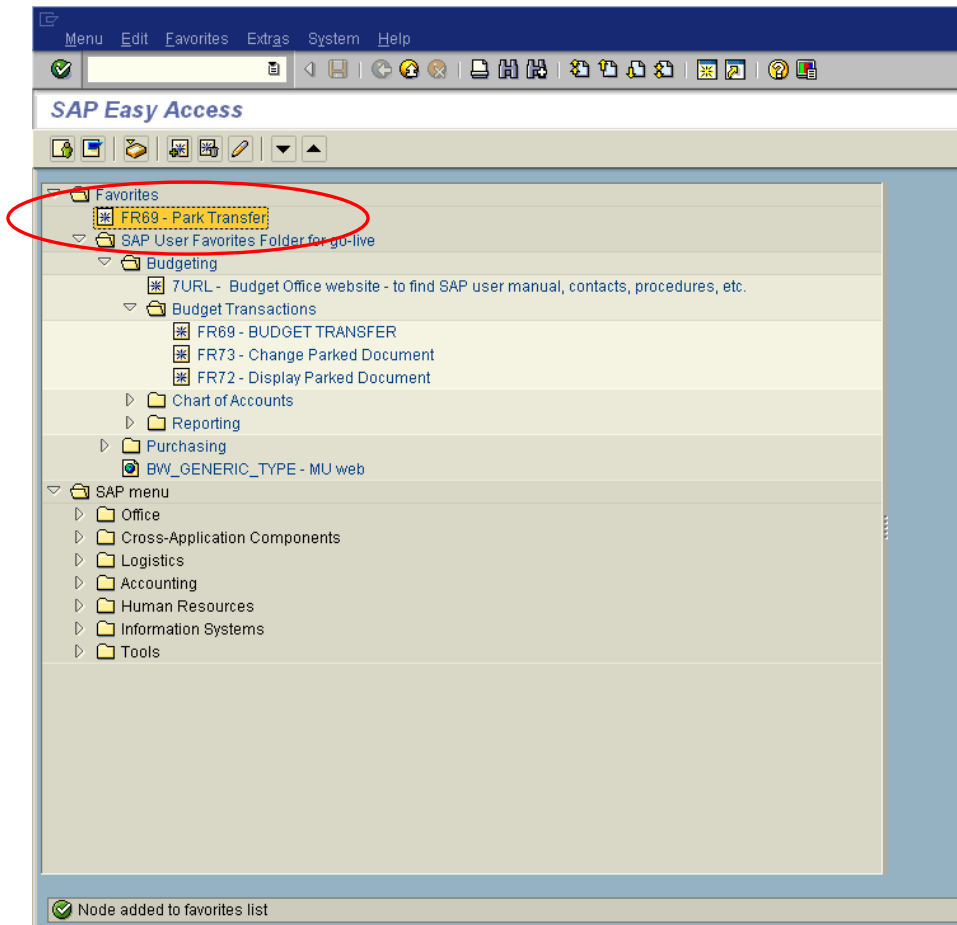 Menu Edit Favorites Extras System Help
SAP Easy Access
Favorites
FR69 - Park Transfer
SAP User Favorites Folder for go-live
Budgeting
7URL - Budget Office website - to find SAP user manual, contacts, procedures, etc.
Budget Transactions
FR69 - BUDGET TRANSFER
FR73 - Change Parked Document
FR72 - Display Parked Document
Chart of Accounts
Reporting
Purchasing
BW_GENERIC_TYPE - MU web
SAP menu
Office
Cross-Application Components
Logistics
Accounting
Human Resources
Information Systems
Tools
Node added to favorites list